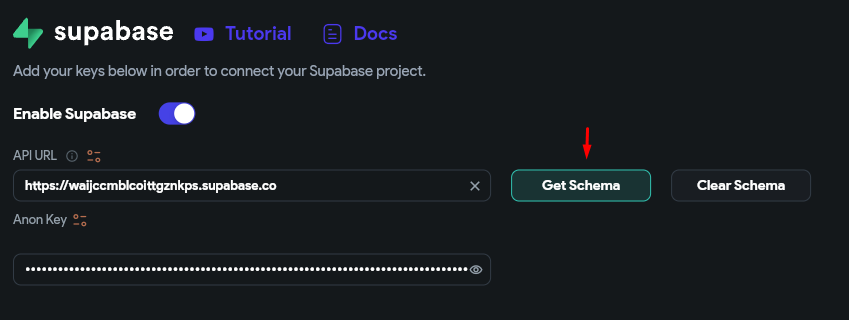 supabase Tutorial Docs
Add your keys below in order to connect your Supabase project.
Enable Supabase
API URL
https://waijccmblcoittgznkps.supabase.co Get Schema Clear Schema
Anon Key